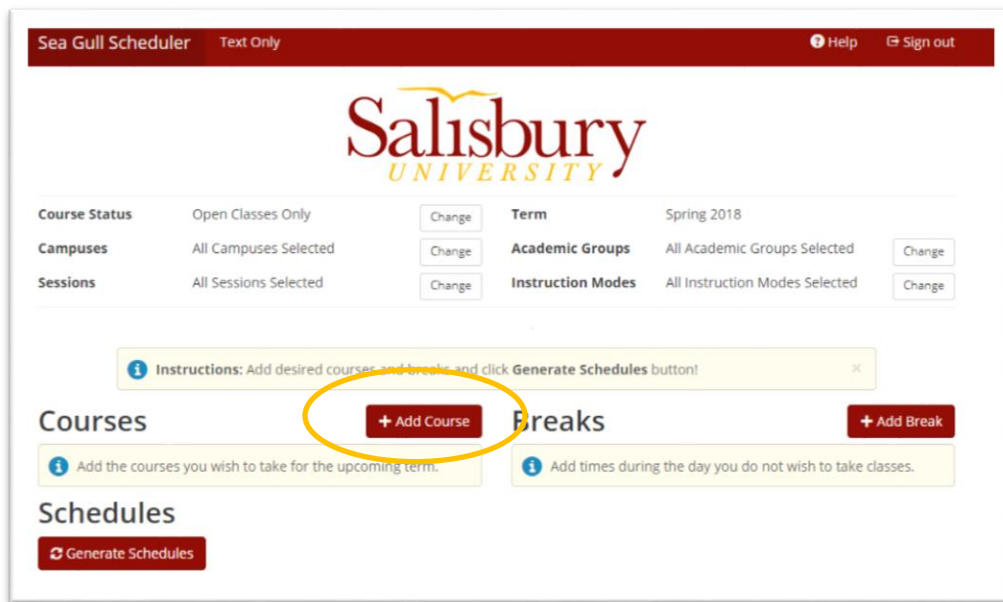 Sea Gull Scheduler Text Only Help Sign out
Salisbury
UNIVERSITY
Course Status Open Classes Only Change Term Spring 2018
Campuses All Campuses Selected Change Academic Groups All Academic Groups Selected Change
Sessions All Sessions Selected Change Instruction Modes All Instruction Modes Selected Change
Instructions: Add desired courses and breaks and click Generate Schedules button! ×
Courses + Add Course Breaks + Add Break
Add the courses you wish to take for the upcoming term. Add times during the day you do not wish to take classes.
Schedules
Generate Schedules